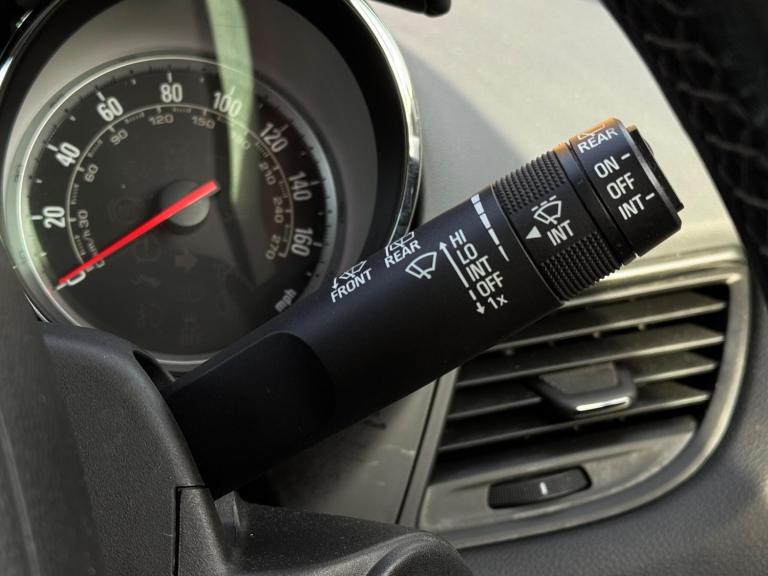 20
40
60
80
100
120
140
160
mph
30
60
90
120
150
210
240
270
km/h
0
FRONT
REAR
HI
LO
INT
OFF
1x
INT
REAR
ON
OFF
INT